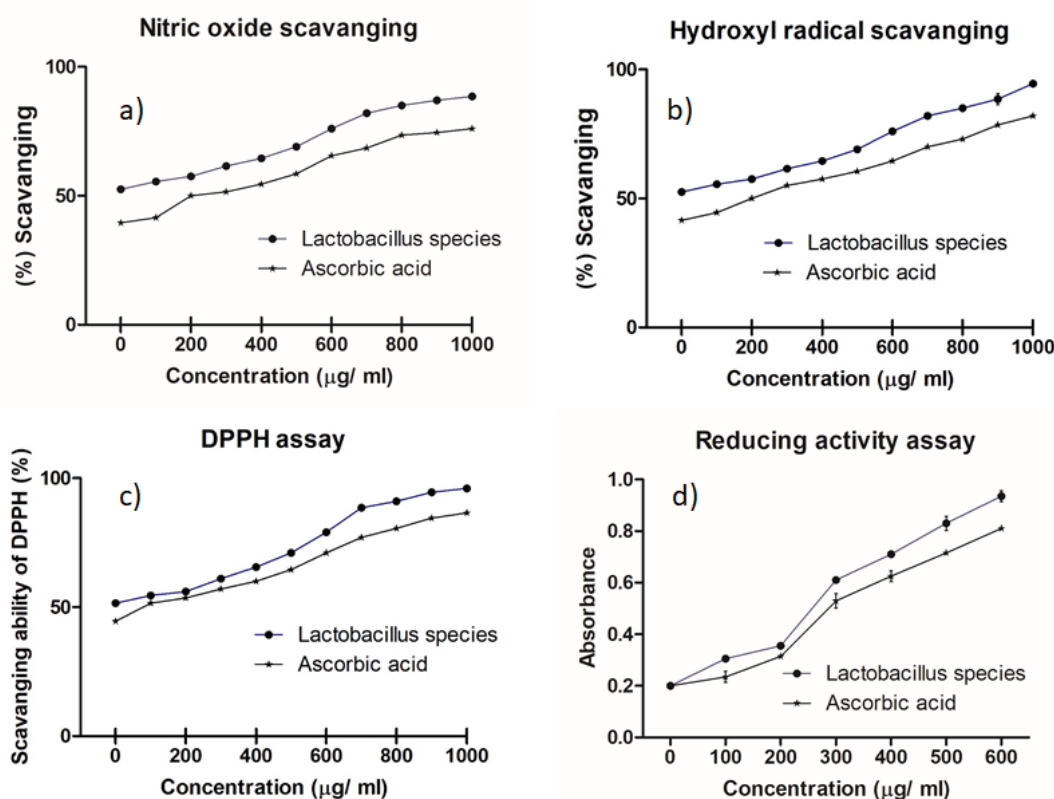 Nitric oxide scavanging
a)
(%) Scavanging
100
50
0
Lactobacillus species
Ascorbic acid
0 200 400 600 800 1000
Concentration (μg/ ml)
Hydroxyl radical scavanging
b)
(%) Scavanging
100
50
0
Lactobacillus species
Ascorbic acid
0 200 400 600 800 1000
Concentration (μg/ ml)
DPPH assay
c)
Scavanging ability of DPPH (%)
100
50
0
Lactobacillus species
Ascorbic acid
0 200 400 600 800 1000
Concentration (μg/ ml)
Reducing activity assay
d)
Absorbance
1.0
0.8
0.6
0.4
0.2
0.0
Lactobacillus species
Ascorbic acid
0 100 200 300 400 500 600
Concentration (μg/ ml)